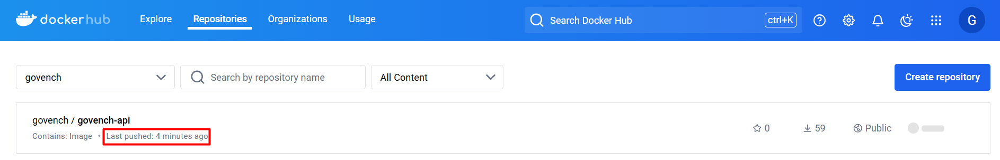 docker hub Explore Repositories Organizations Usage Search Docker Hub ctrl+K G
govench Search by repository name All Content Create repository
govench / govench-api
Contains: Image • Last pushed: 4 minutes ago 0 59 Public